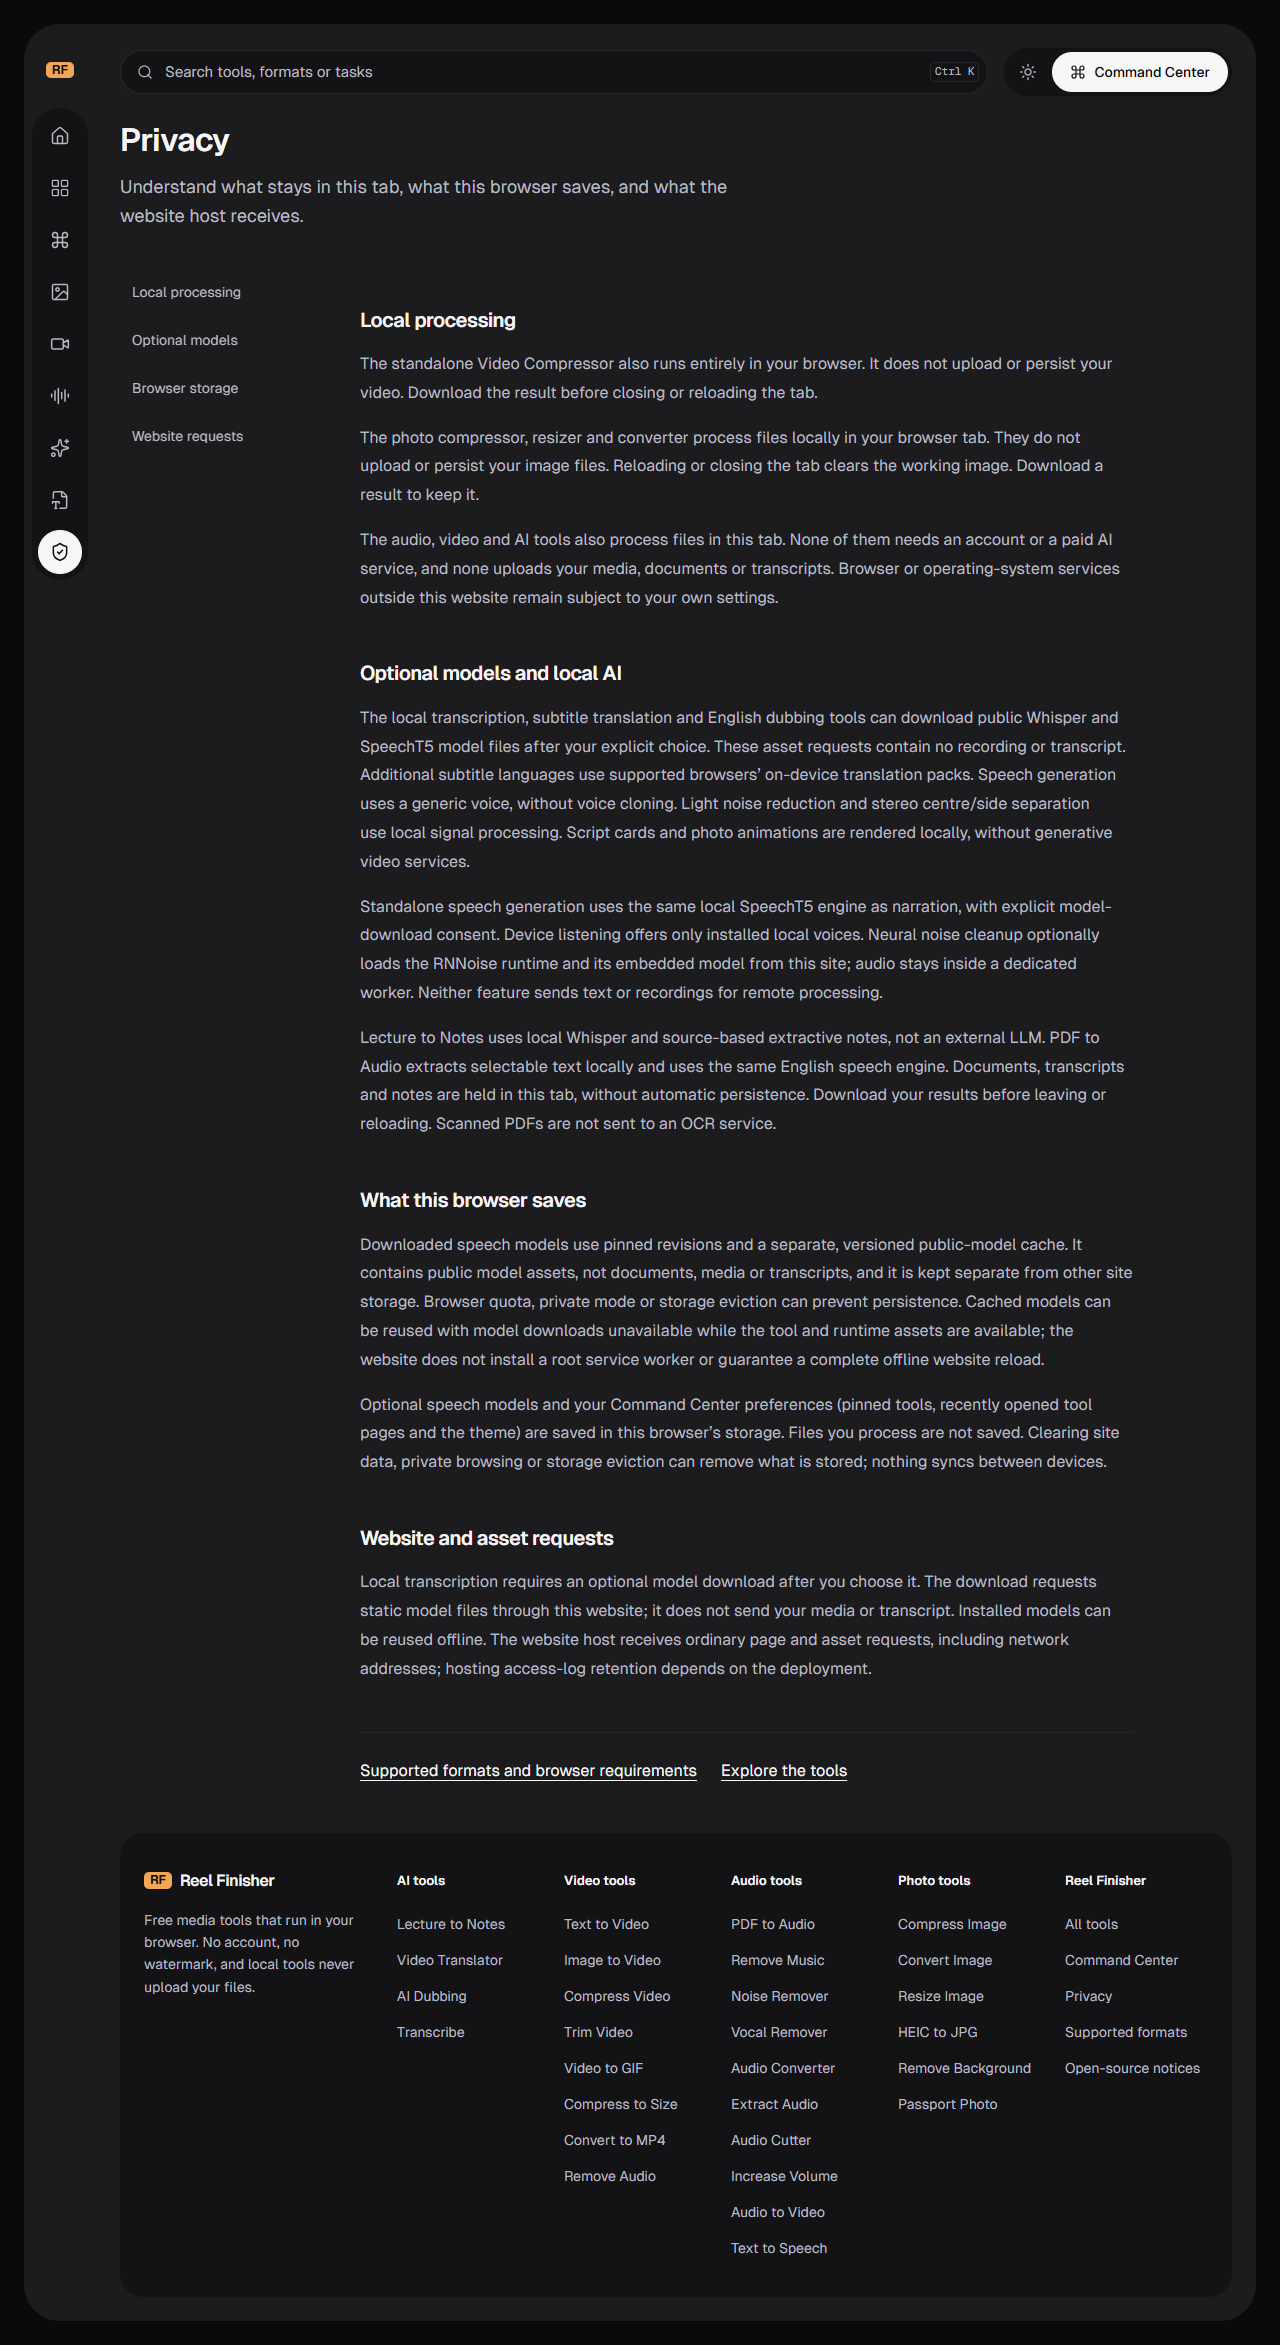 RF
Search tools, formats or tasks
Ctrl K
Command Center
Privacy
Understand what stays in this tab, what this browser saves, and what the
website host receives.
Local processing
Optional models
Browser storage
Website requests
Local processing
The standalone Video Compressor also runs entirely in your browser. It does not upload or persist your
video. Download the result before closing or reloading the tab.
The photo compressor, resizer and converter process files locally in your browser tab. They do not
upload or persist your image files. Reloading or closing the tab clears the working image. Download a
result to keep it.
The audio, video and AI tools also process files in this tab. None of them needs an account or a paid AI
service, and none uploads your media, documents or transcripts. Browser or operating-system services
outside this website remain subject to your own settings.
Optional models and local AI
The local transcription, subtitle translation and English dubbing tools can download public Whisper and
SpeechT5 model files after your explicit choice. These asset requests contain no recording or transcript.
Additional subtitle languages use supported browsers’ on-device translation packs. Speech generation
uses a generic voice, without voice cloning. Light noise reduction and stereo centre/side separation
use local signal processing. Script cards and photo animations are rendered locally, without generative
video services.
Standalone speech generation uses the same local SpeechT5 engine as narration, with explicit model-
download consent. Device listening offers only installed local voices. Neural noise cleanup optionally
loads the RNNoise runtime and its embedded model from this site; audio stays inside a dedicated
worker. Neither feature sends text or recordings for remote processing.
Lecture to Notes uses local Whisper and source-based extractive notes, not an external LLM. PDF to
Audio extracts selectable text locally and uses the same English speech engine. Documents, transcripts
and notes are held in this tab, without automatic persistence. Download your results before leaving or
reloading. Scanned PDFs are not sent to an OCR service.
What this browser saves
Downloaded speech models use pinned revisions and a separate, versioned public-model cache. It
contains public model assets, not documents, media or transcripts, and it is kept separate from other site
storage. Browser quota, private mode or storage eviction can prevent persistence. Cached models can
be reused with model downloads unavailable while the tool and runtime assets are available; the
website does not install a root service worker or guarantee a complete offline website reload.
Optional speech models and your Command Center preferences (pinned tools, recently opened tool
pages and the theme) are saved in this browser’s storage. Files you process are not saved. Clearing site
data, private browsing or storage eviction can remove what is stored; nothing syncs between devices.
Website and asset requests
Local transcription requires an optional model download after you choose it. The download requests
static model files through this website; it does not send your media or transcript. Installed models can
be reused offline. The website host receives ordinary page and asset requests, including network
addresses; hosting access-log retention depends on the deployment.
Supported formats and browser requirements
Explore the tools
RF Reel Finisher
Free media tools that run in your
browser. No account, no
watermark, and local tools never
upload your files.
AI tools
Lecture to Notes
Video Translator
AI Dubbing
Transcribe
Video tools
Text to Video
Image to Video
Compress Video
Trim Video
Video to GIF
Compress to Size
Convert to MP4
Remove Audio
Audio tools
PDF to Audio
Remove Music
Noise Remover
Vocal Remover
Audio Converter
Extract Audio
Audio Cutter
Increase Volume
Audio to Video
Text to Speech
Photo tools
Compress Image
Convert Image
Resize Image
HEIC to JPG
Remove Background
Passport Photo
Reel Finisher
All tools
Command Center
Privacy
Supported formats
Open-source notices